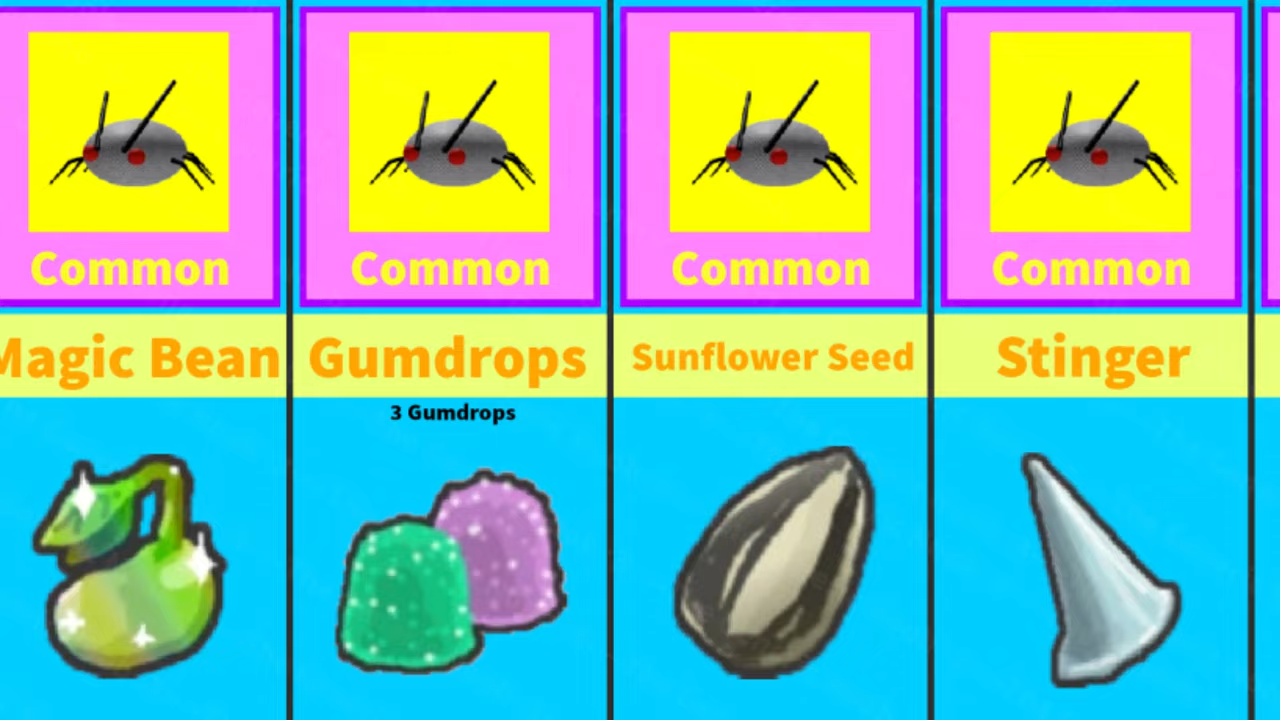 Common
Common
Common
Common
Magic Bean
Gumdrops
Sunflower Seed
Stinger
3 Gumdrops